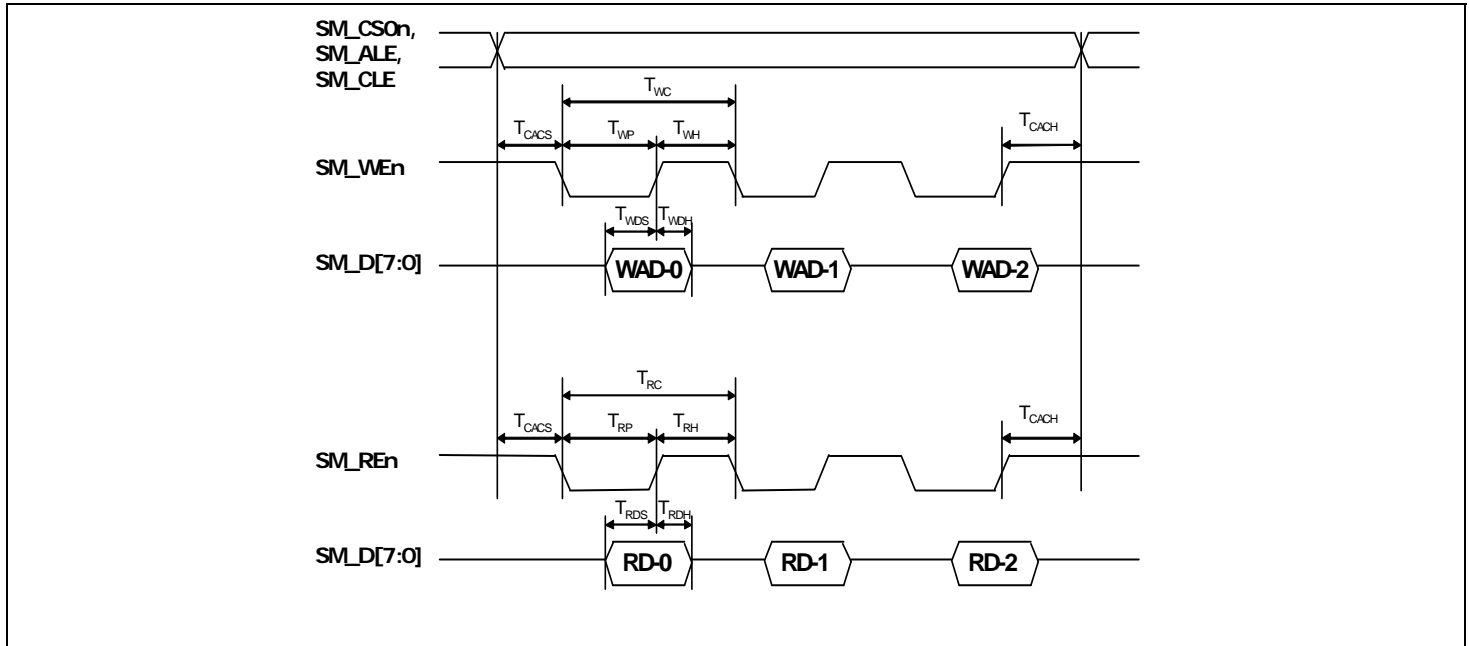 SM_CS0n,
SM_ALE,
SM_CLE
TWC
TCACS TWP TWH TCACH
SM_WEn
TWDS TWDH
SM_D[7:0] WAD-0 WAD-1 WAD-2
TRC
TCACS TRP TRH TCACH
SM_REn
TRDS TRDH
SM_D[7:0] RD-0 RD-1 RD-2